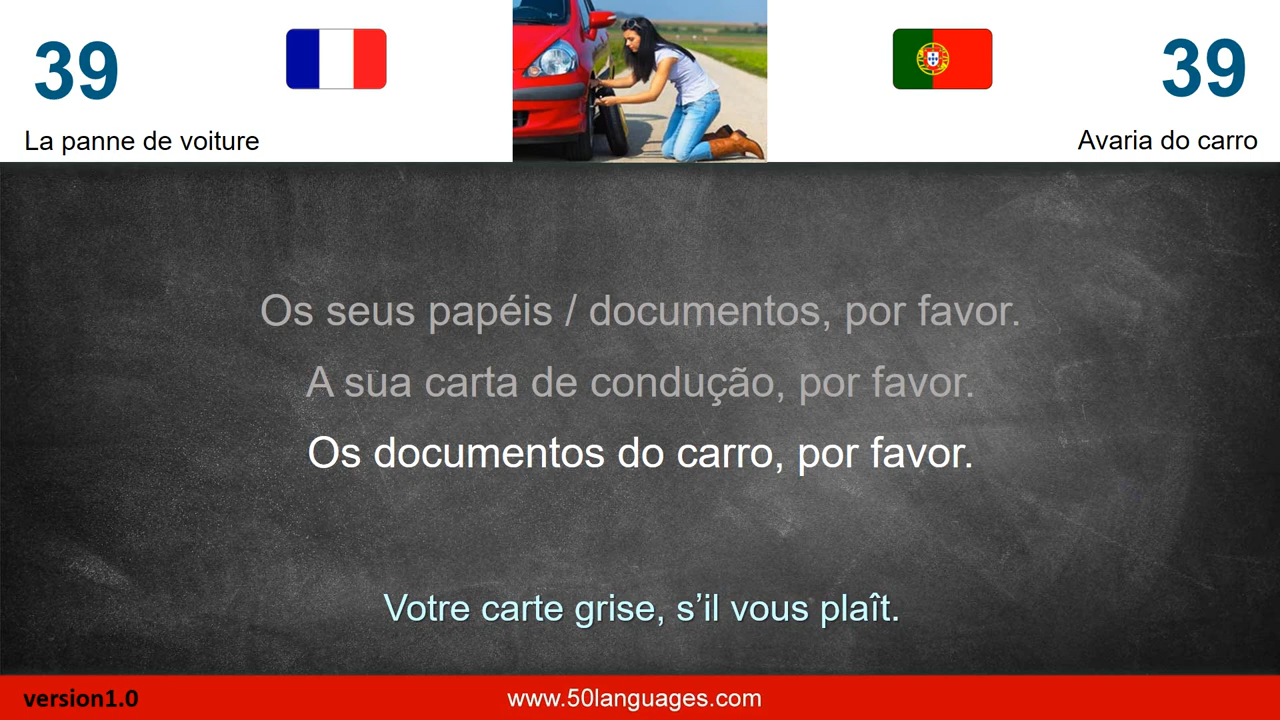 39
39
La panne de voiture
Avaria do carro
Os seus papéis / documentos, por favor.
A sua carta de condução, por favor.
Os documentos do carro, por favor.
Votre carte grise, s’il vous plaît.
version1.0
www.50languages.com